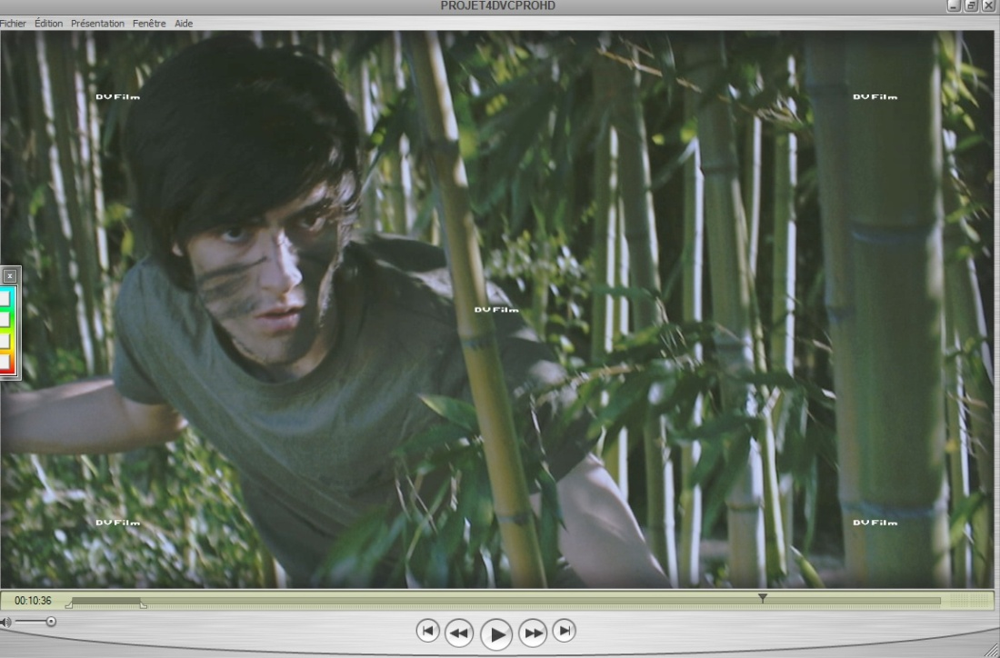 PROJET4DVCPROHD
Fichier Édition Présentation Fenêtre Aide
DVFilm DVFilm
DVFilm
DVFilm DVFilm
00:10:36